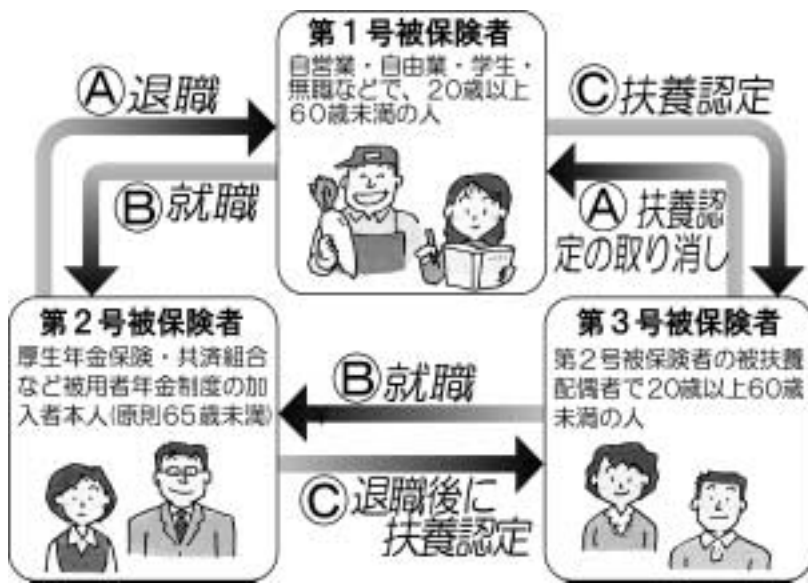 第1号被保険者
自営業・自由業・学生・
無職などで、20歳以上
60歳未満の人
Ⓐ退職
Ⓑ就職
Ⓒ扶養認定
Ⓐ扶養認
定の取り消し
第2号被保険者
厚生年金保険・共済組合
など被用者年金制度の加
入者本人(原則65歳未満)
第3号被保険者
第2号被保険者の被扶養
配偶者で20歳以上60歳
未満の人
Ⓑ就職
Ⓒ退職後に
扶養認定